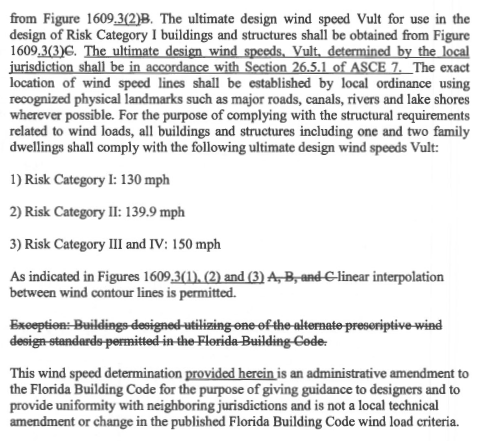 from Figure 1609.3(2)B. The ultimate design wind speed Vult for use in the
design of Risk Category I buildings and structures shall be obtained from Figure
1609.3(3)C. The ultimate design wind speeds, Vult, determined by the local
jurisdiction shall be in accordance with Section 26.5.1 of ASCE 7. The exact
location of wind speed lines shall be established by local ordinance using
recognized physical landmarks such as major roads, canals, rivers and lake shores
wherever possible. For the purpose of complying with the structural requirements
related to wind loads, all buildings and structures including one and two family
dwellings shall comply with the following ultimate design wind speeds Vult:
1) Risk Category I: 130 mph
2) Risk Category II: 139.9 mph
3) Risk Category III and IV: 150 mph
As indicated in Figures 1609.3(1), (2) and (3) A, B, and C linear interpolation
between wind contour lines is permitted.
Exception: Buildings designed utilizing one of the alternate prescriptive wind
design standards permitted in the Florida Building Code.
This wind speed determination provided herein is an administrative amendment to
the Florida Building Code for the purpose of giving guidance to designers and to
provide uniformity with neighboring jurisdictions and is not a local technical
amendment or change in the published Florida Building Code wind load criteria.